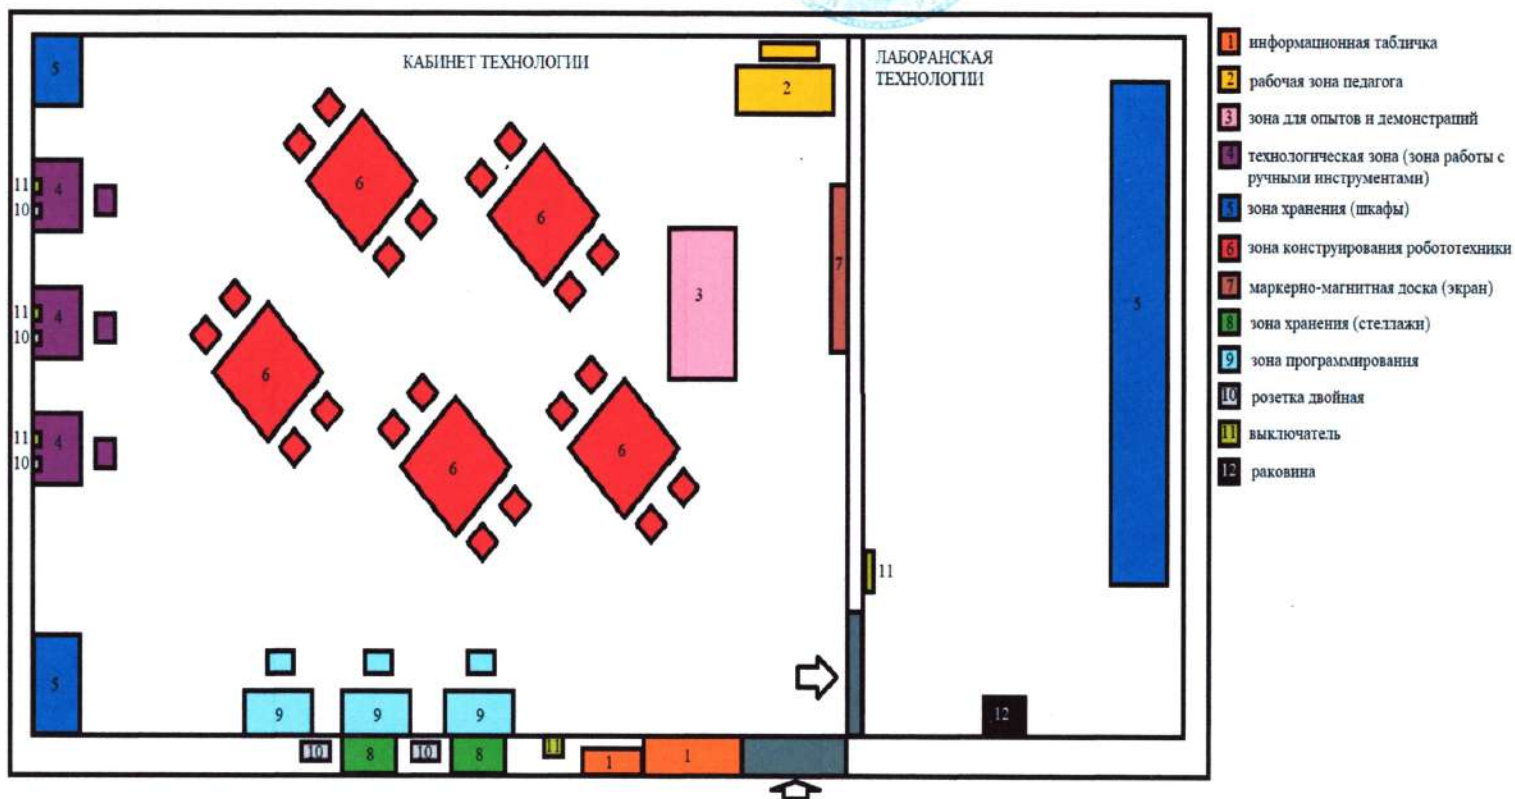 КАБИНЕТ ТЕХНОЛОГИИ
ЛАБОРАНСКАЯ
ТЕХНОЛОГИИ
5
2
11
4
10
6
6
3
7
5
11
4
10
6
11
4
10
6
6
11
5
9
9
9
12
10
8
10
8
11
1
1
1 информационная табличка
2 рабочая зона педагога
3 зона для опытов и демонстраций
4 технологическая зона (зона работы с
ручными инструментами)
5 зона хранения (шкафы)
6 зона конструирования робототехники
7 маркерно-магнитная доска (экран)
8 зона хранения (стеллажи)
9 зона программирования
10 розетка двойная
11 выключатель
12 раковина